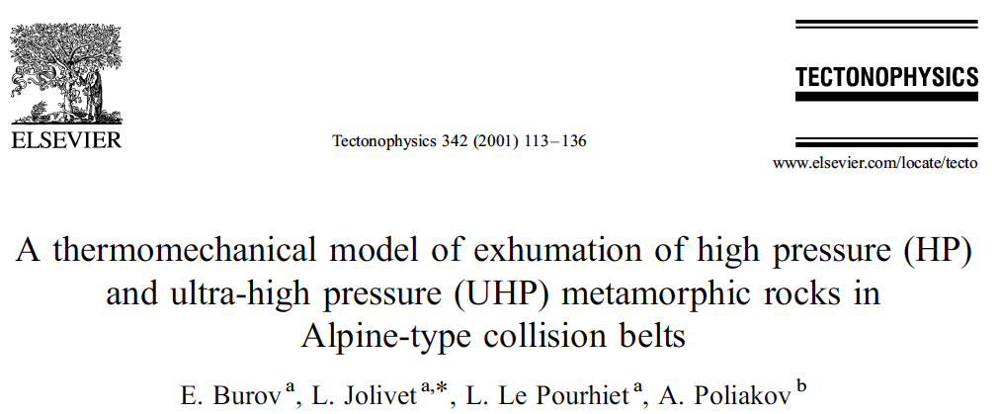 ELSEVIER
Tectonophysics 342 (2001) 113–136
TECTONOPHYSICS
www.elsevier.com/locate/tecto
A thermomechanical model of exhumation of high pressure (HP)
and ultra-high pressure (UHP) metamorphic rocks in
Alpine-type collision belts
E. Burov a, L. Jolivet a,*, L. Le Pourhiet a, A. Poliakov b